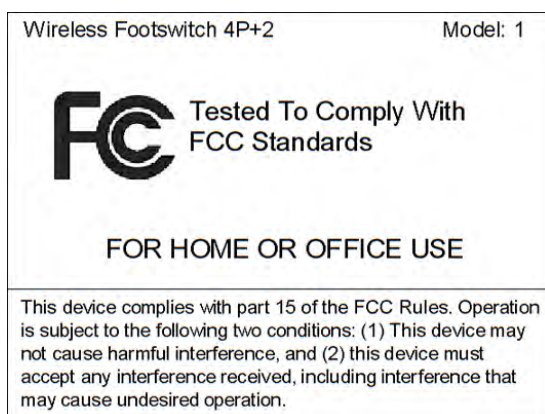 Wireless Footswitch 4P+2 Model: 1
FC Tested To Comply With
FCC Standards
FOR HOME OR OFFICE USE
This device complies with part 15 of the FCC Rules. Operation
is subject to the following two conditions: (1) This device may
not cause harmful interference, and (2) this device must
accept any interference received, including interference that
may cause undesired operation.